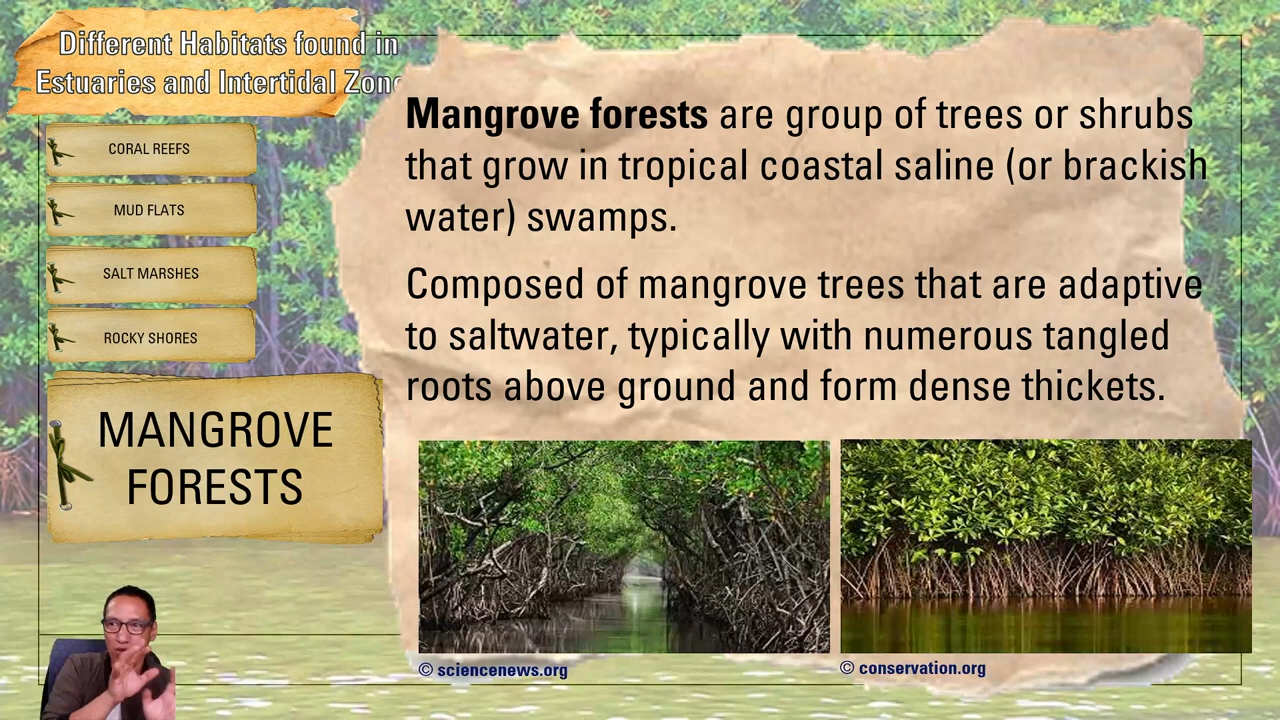 Different Habitats found in
Estuaries and Intertidal Zone
CORAL REEFS
MUD FLATS
SALT MARSHES
ROCKY SHORES
MANGROVE
FORESTS
Mangrove forests are group of trees or shrubs
that grow in tropical coastal saline (or brackish
water) swamps.
Composed of mangrove trees that are adaptive
to saltwater, typically with numerous tangled
roots above ground and form dense thickets.
© sciencenews.org
© conservation.org